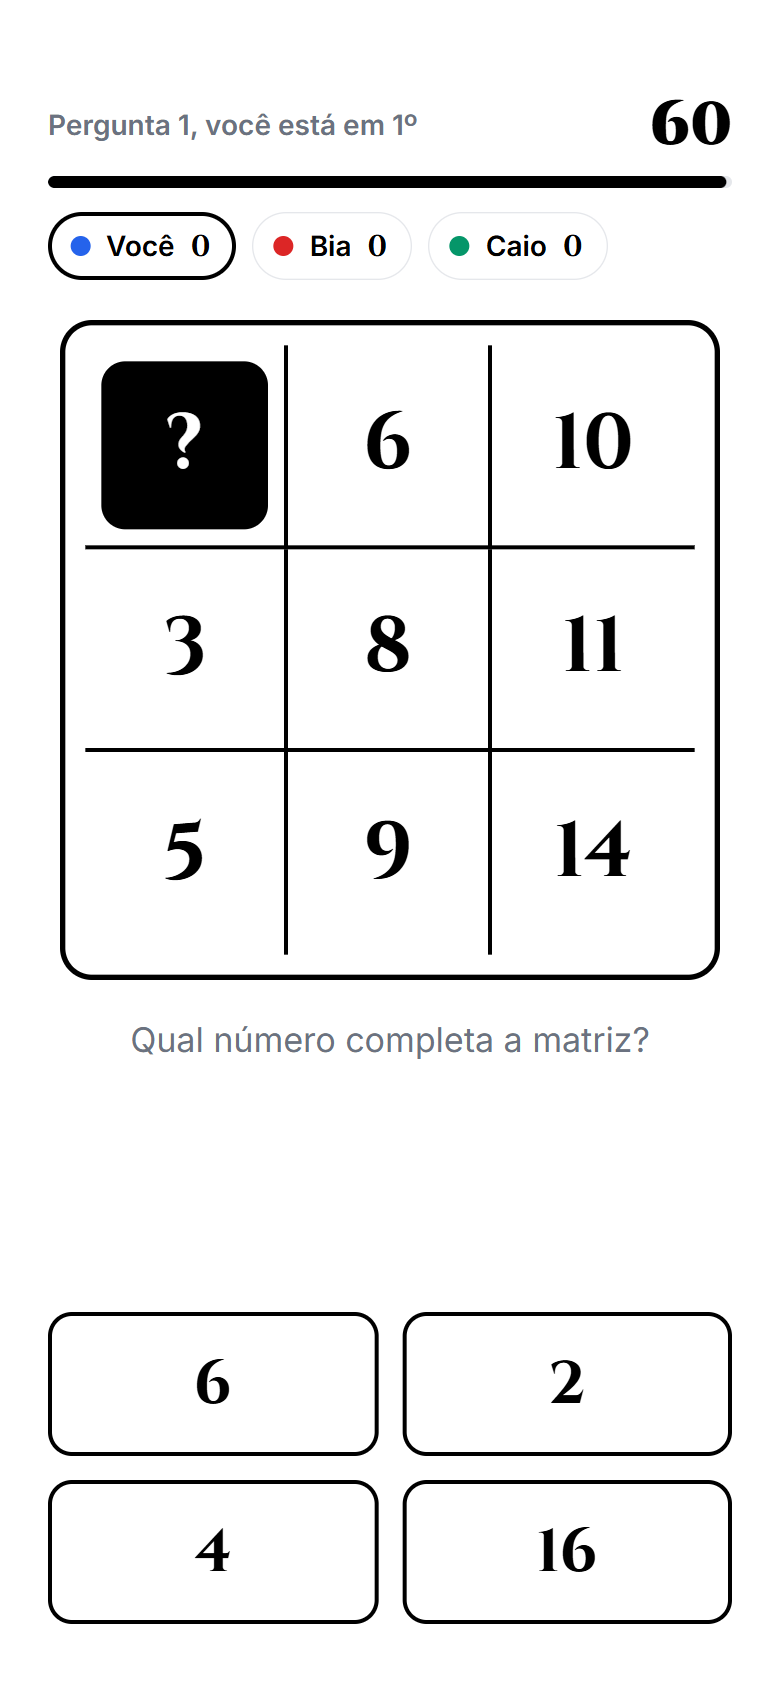 Pergunta 1, você está em 1º 60
Você 0 Bia 0 Caio 0
? 6 10
3 8 11
5 9 14
Qual número completa a matriz?
6 2
4 16